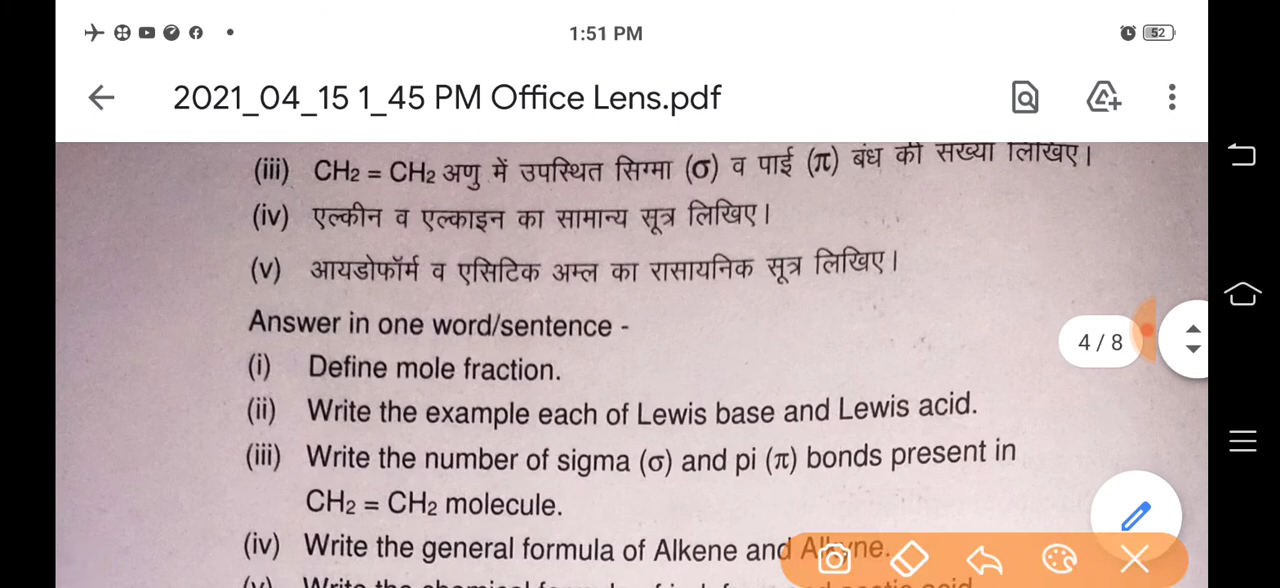 1:51 PM
52
2021_04_15 1_45 PM Office Lens.pdf
(iii) CH2 = CH2 अणु में उपस्थित सिग्मा (σ) व पाई (π) बंध की संख्या लिखिए।
(iv) एल्कीन व एल्काइन का सामान्य सूत्र लिखिए।
(v) आयडोफॉर्म व एसिटिक अम्ल का रासायनिक सूत्र लिखिए।
Answer in one word/sentence -
4 / 8
(i) Define mole fraction.
(ii) Write the example each of Lewis base and Lewis acid.
(iii) Write the number of sigma (σ) and pi (π) bonds present in
CH2 = CH2 molecule.
(iv) Write the general formula of Alkene and Alkyne.